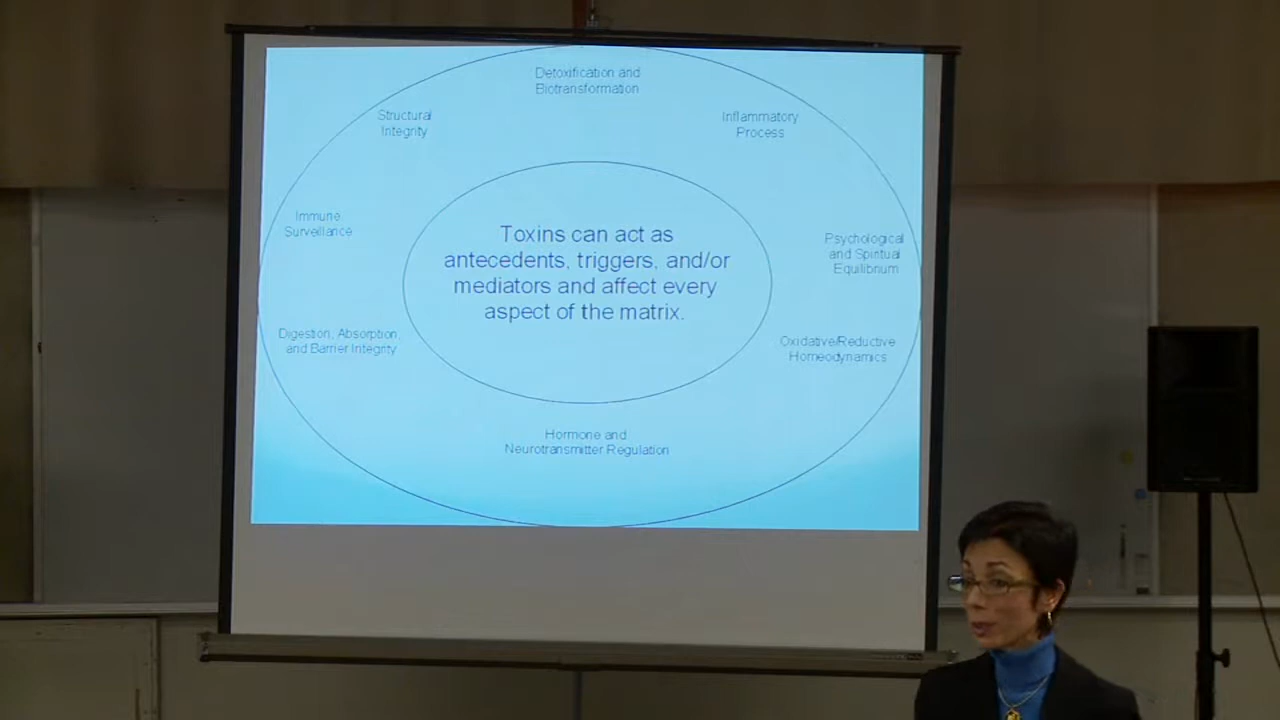 Detoxification and
Biotransformation
Structural
Integrity
Inflammatory
Process
Immune
Surveillance
Toxins can act as
antecedents, triggers, and/or
mediators and affect every
aspect of the matrix.
Psychological
and Spiritual
Equilibrium
Digestion, Absorption,
and Barrier Integrity
Oxidative/Reductive
Homeodynamics
Hormone and
Neurotransmitter Regulation